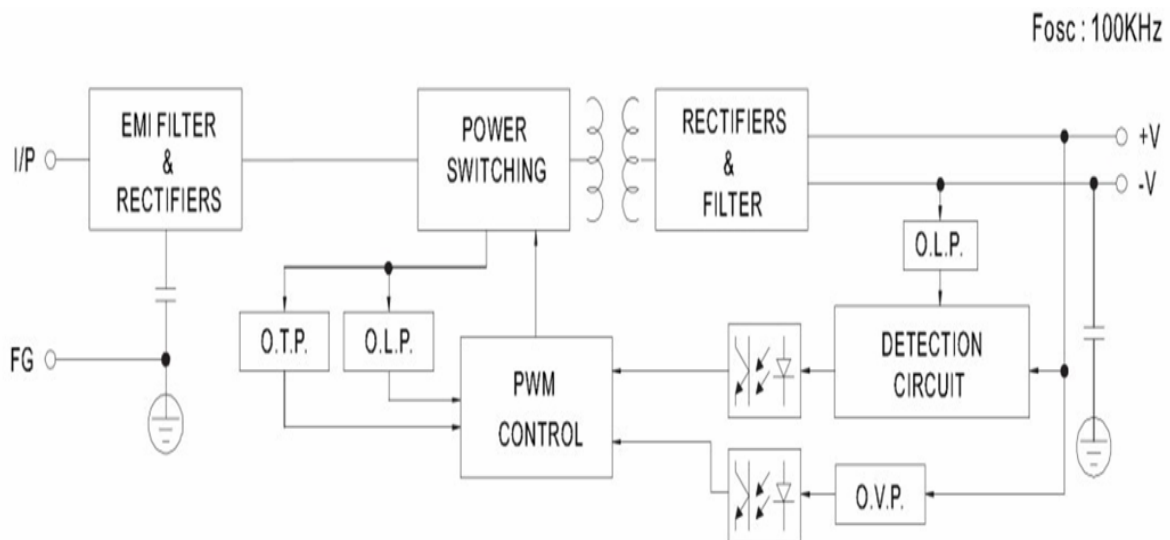 Fosc : 100KHz
I/P
EMI FILTER
&
RECTIFIERS
POWER
SWITCHING
RECTIFIERS
&
FILTER
+V
-V
O.L.P.
O.T.P.
O.L.P.
FG
PWM
CONTROL
DETECTION
CIRCUIT
O.V.P.